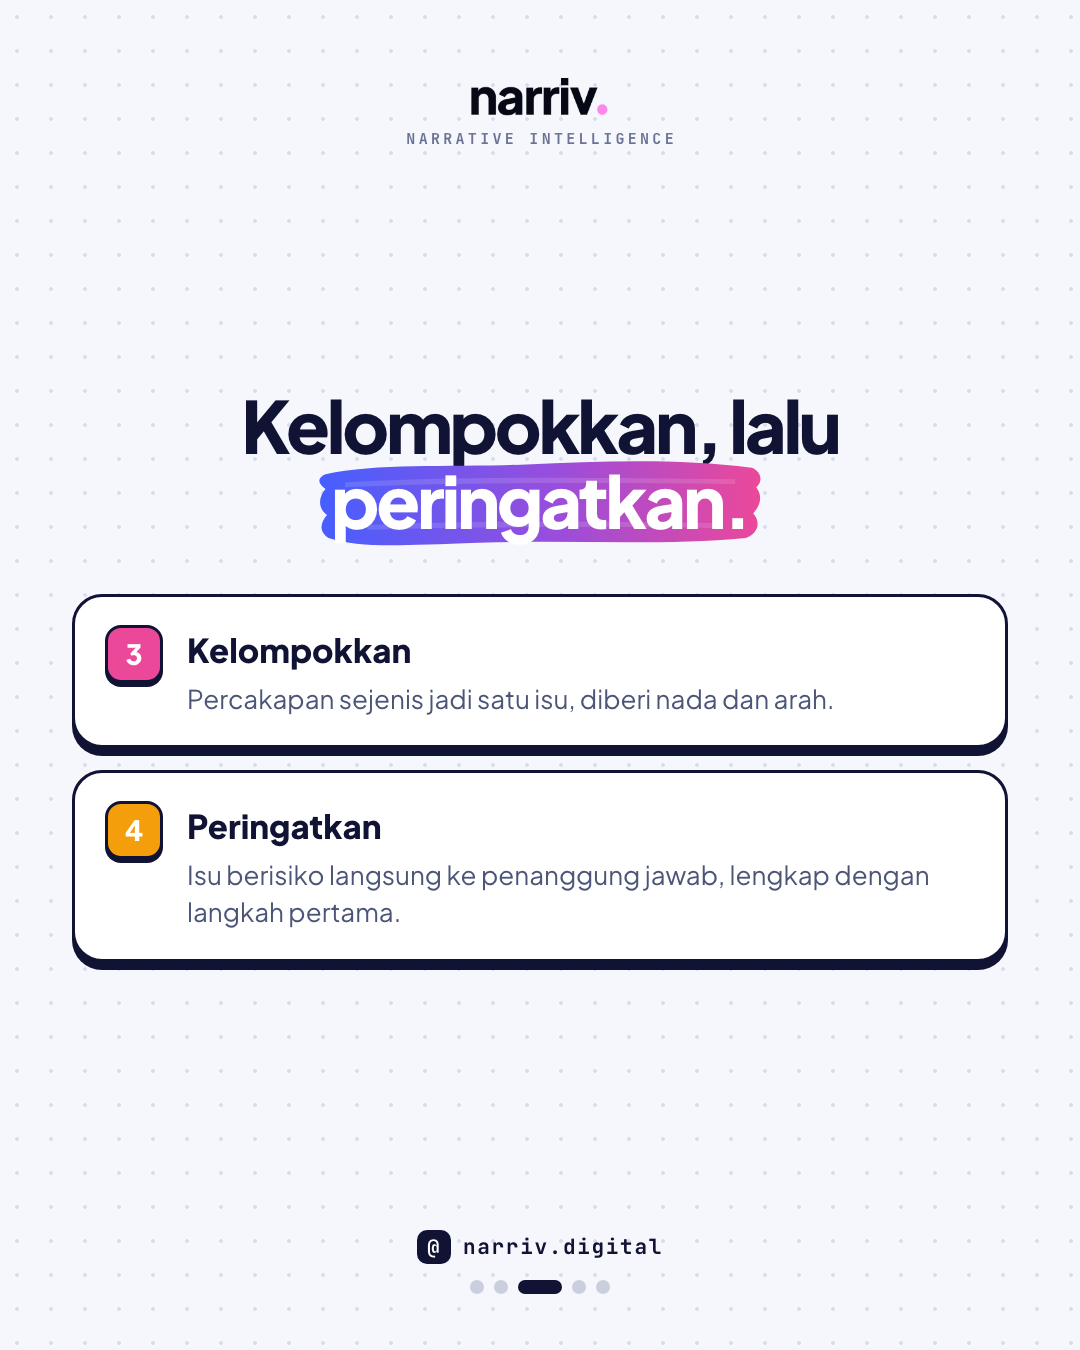 narriv.
NARRATIVE INTELLIGENCE
Kelompokkan, lalu
peringatkan.
3
Kelompokkan
Percakapan sejenis jadi satu isu, diberi nada dan arah.
4
Peringatkan
Isu berisiko langsung ke penanggung jawab, lengkap dengan
langkah pertama.
@ narriv.digital